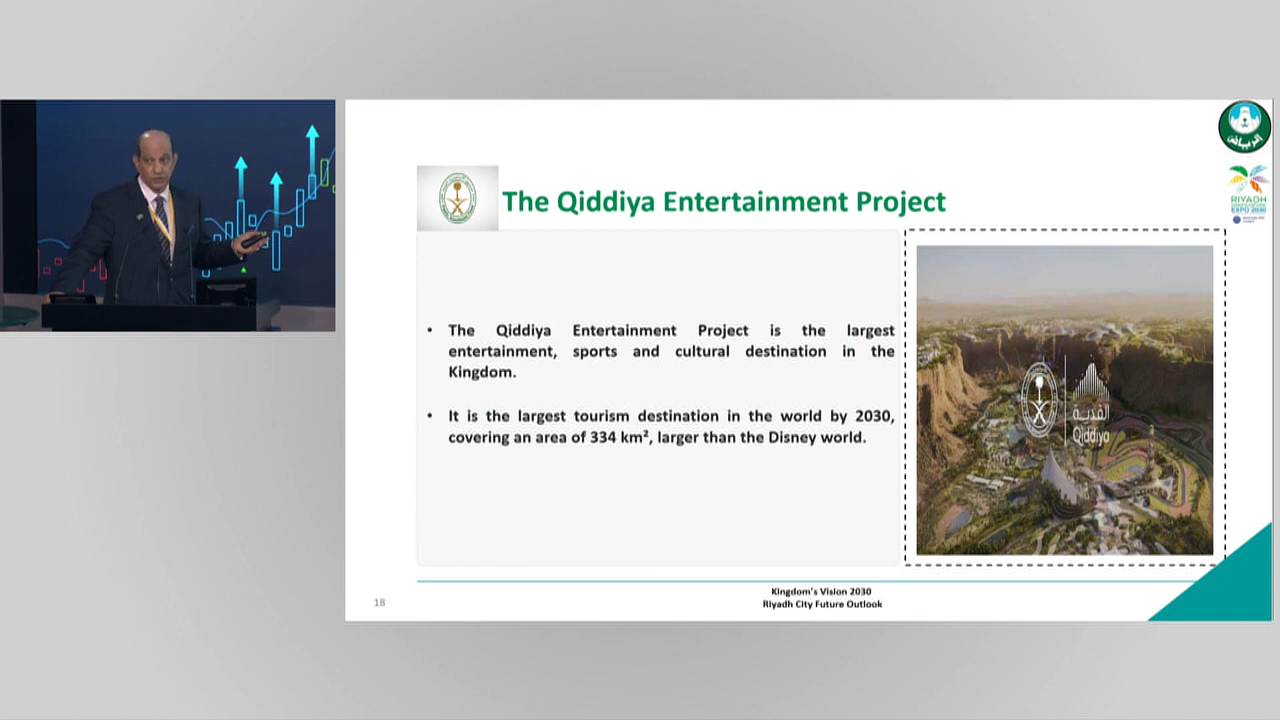 الرياض
RIYADH
EXPO 2030
The Qiddiya Entertainment Project
• The Qiddiya Entertainment Project is the largest
entertainment, sports and cultural destination in the
Kingdom.
• It is the largest tourism destination in the world by 2030,
covering an area of 334 km², larger than the Disney world.
القدية
Qiddiya
Kingdom's Vision 2030
Riyadh City Future Outlook
18